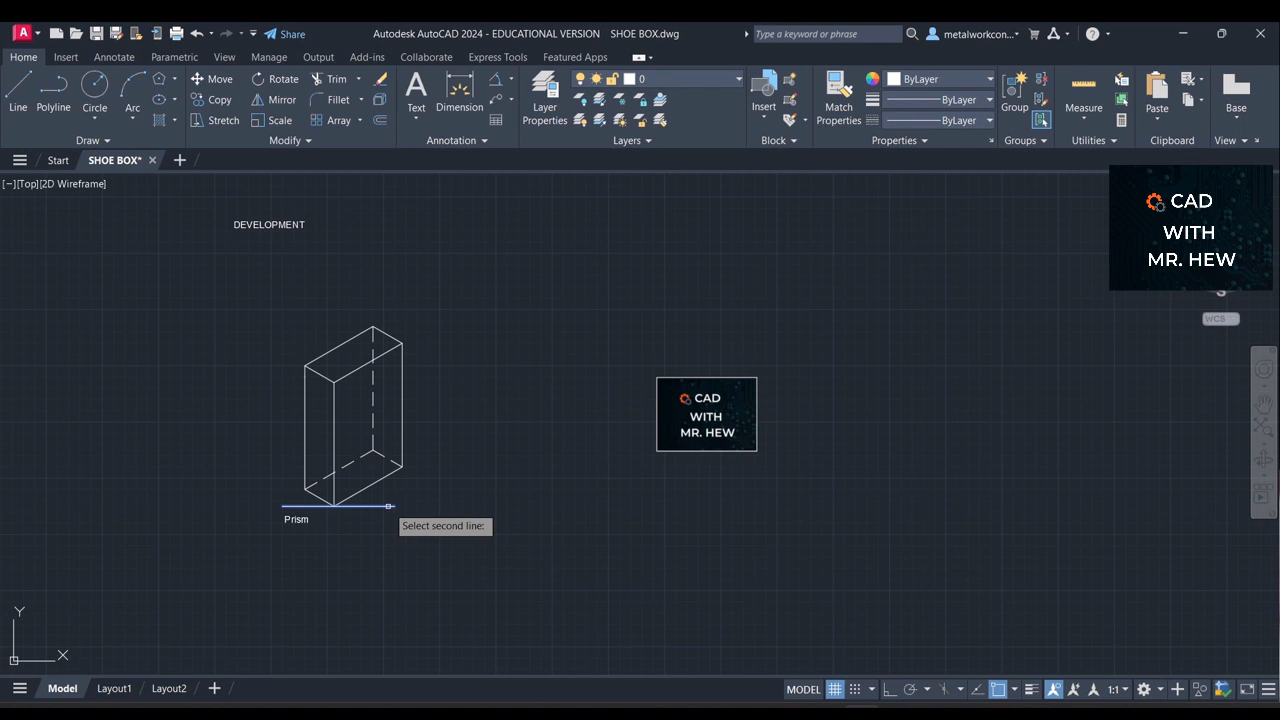 Share
Autodesk AutoCAD 2024 - EDUCATIONAL VERSION SHOE BOX.dwg
Type a keyword or phrase
metalworkcon...
Home Insert Annotate Parametric View Manage Output Add-ins Collaborate Express Tools Featured Apps
Line Polyline Circle Arc
Move Rotate Trim
Copy Mirror Fillet
Stretch Scale Array
Text Dimension
Layer Properties
0
Insert
Match Properties
ByLayer
ByLayer
ByLayer
Group
Measure
Paste
Base
Draw Modify Annotation Layers Block Properties Groups Utilities Clipboard View
Start SHOE BOX*
[−][Top][2D Wireframe]
CAD
WITH
MR. HEW
DEVELOPMENT
S
WCS
CAD
WITH
MR. HEW
Prism
Select second line:
Y
X
Model Layout1 Layout2
MODEL
1:1